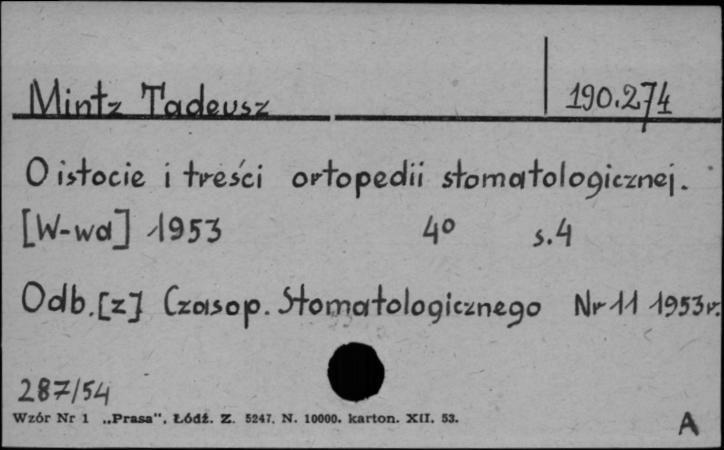 Mintz Tadeusz 190.274
O istocie i treści ortopedii stomatologicznej.
[W-wa] 1953 4° s.4
Odb.[z] Czasop. Stomatologicznego Nr 11 1953r.
287/54
Wzór Nr 1 „Prasa", Łódź. Z. 5247. N. 10000. karton. XII. 53.
A